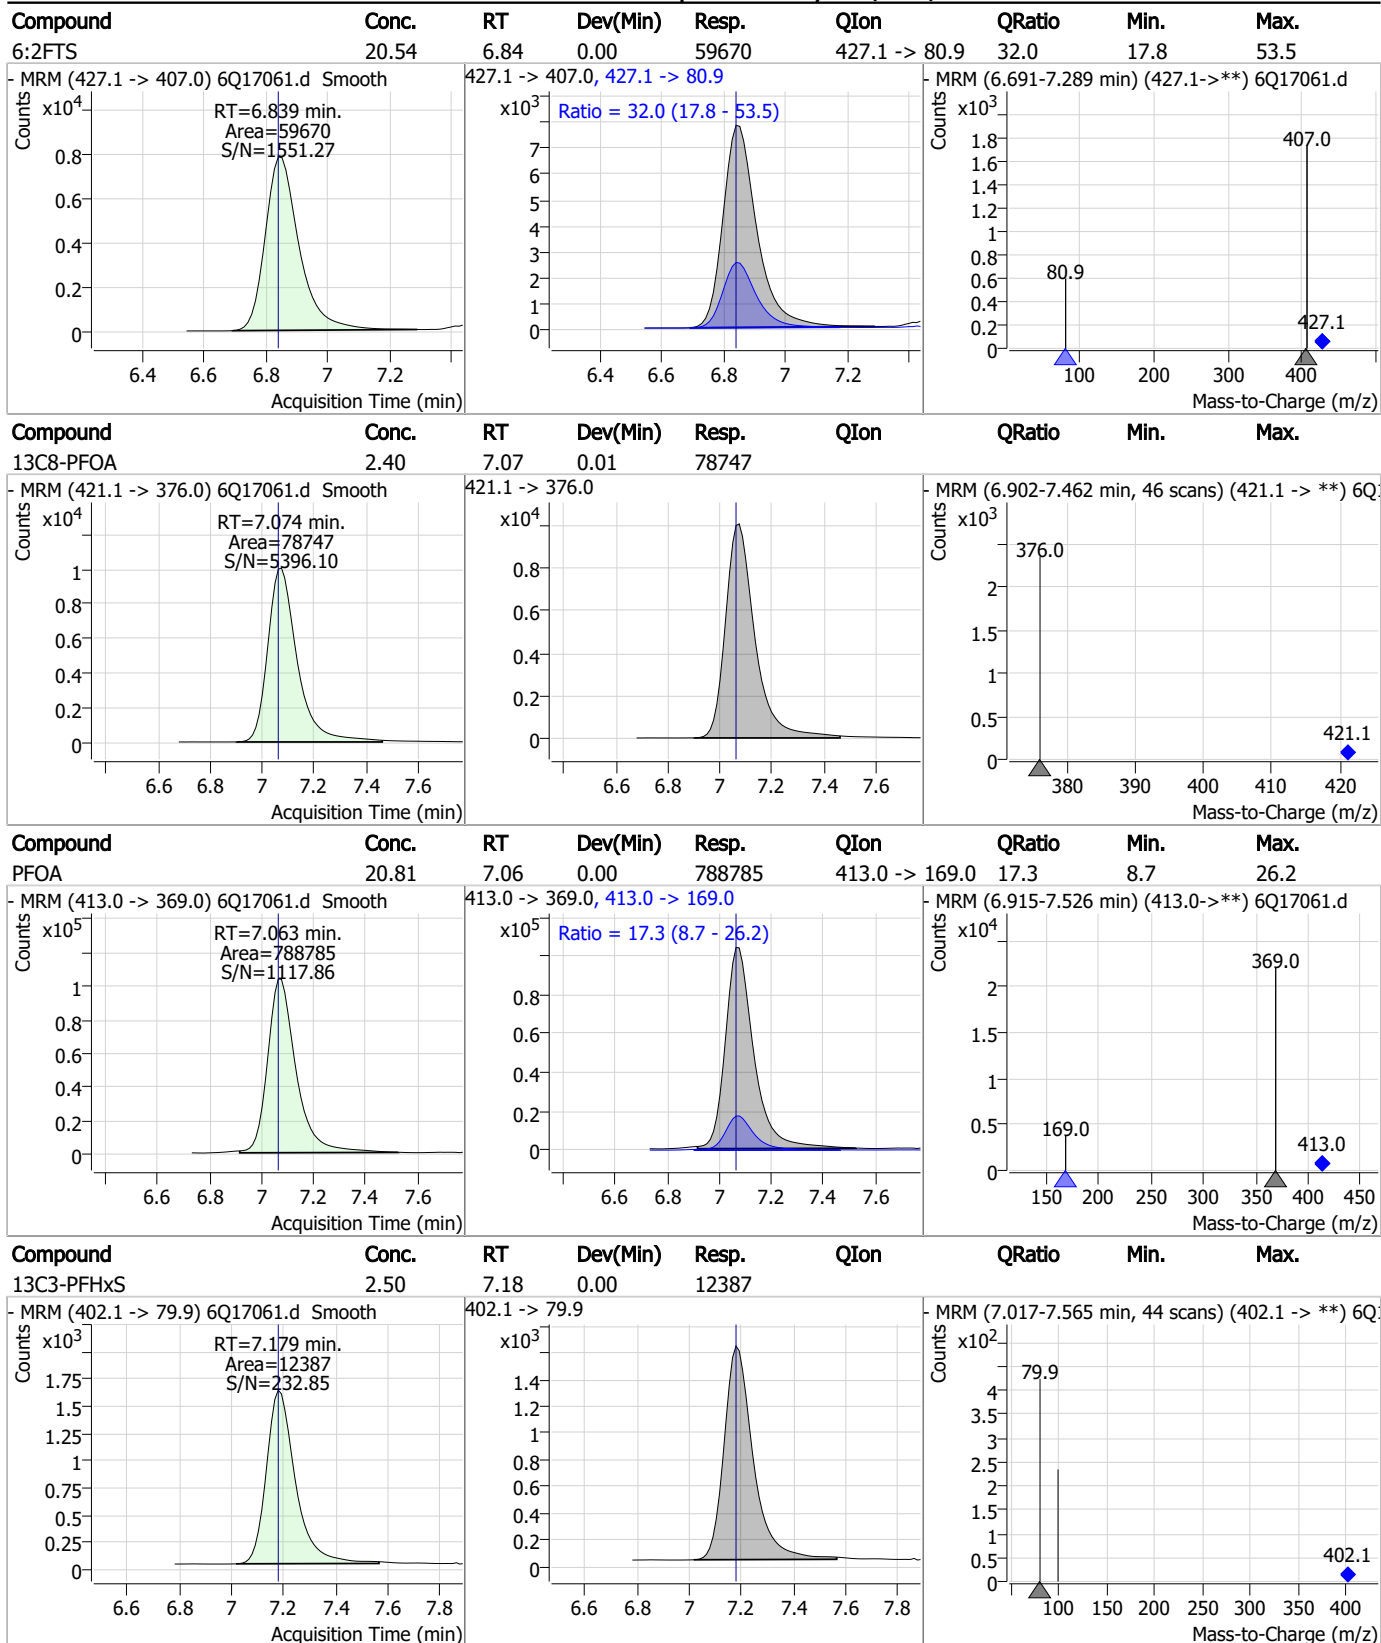 Compound Conc. RT Dev(Min) Resp. QIon QRatio Min. Max.
6:2FTS 20.54 6.84 0.00 59670 427.1 -> 80.9 32.0 17.8 53.5
- MRM (427.1 -> 407.0) 6Q17061.d Smooth
Counts
x10⁴
RT=6.839 min.
Area=59670
S/N=1551.27
0.8
0.6
0.4
0.2
0
6.4 6.6 6.8 7 7.2
Acquisition Time (min)
427.1 -> 407.0, 427.1 -> 80.9
x10³
Ratio = 32.0 (17.8 - 53.5)
7
6
5
4
3
2
1
0
6.4 6.6 6.8 7 7.2
Acquisition Time (min)
- MRM (6.691-7.289 min) (427.1->**) 6Q17061.d
Counts
x10³
1.8
1.6
1.4
1.2
1
0.8
0.6
0.4
0.2
0
407.0
80.9
427.1
100 200 300 400
Mass-to-Charge (m/z)
Compound Conc. RT Dev(Min) Resp. QIon QRatio Min. Max.
13C8-PFOA 2.40 7.07 0.01 78747
- MRM (421.1 -> 376.0) 6Q17061.d Smooth
Counts
x10⁴
RT=7.074 min.
Area=78747
S/N=5396.10
1
0.8
0.6
0.4
0.2
0
6.6 6.8 7 7.2 7.4 7.6
Acquisition Time (min)
421.1 -> 376.0
x10⁴
0.8
0.6
0.4
0.2
0
6.6 6.8 7 7.2 7.4 7.6
Acquisition Time (min)
- MRM (6.902-7.462 min, 46 scans) (421.1 -> **) 6Q1
Counts
x10³
2
1.5
1
0.5
0
376.0
421.1
380 390 400 410 420
Mass-to-Charge (m/z)
Compound Conc. RT Dev(Min) Resp. QIon QRatio Min. Max.
PFOA 20.81 7.06 0.00 788785 413.0 -> 169.0 17.3 8.7 26.2
- MRM (413.0 -> 369.0) 6Q17061.d Smooth
Counts
x10⁵
RT=7.063 min.
Area=788785
S/N=1117.86
1
0.8
0.6
0.4
0.2
0
6.6 6.8 7 7.2 7.4 7.6
Acquisition Time (min)
413.0 -> 369.0, 413.0 -> 169.0
x10⁵
Ratio = 17.3 (8.7 - 26.2)
0.8
0.6
0.4
0.2
0
6.6 6.8 7 7.2 7.4 7.6
Acquisition Time (min)
- MRM (6.915-7.526 min) (413.0->**) 6Q17061.d
Counts
x10⁴
2
1.5
1
0.5
0
369.0
169.0
413.0
150 200 250 300 350 400 450
Mass-to-Charge (m/z)
Compound Conc. RT Dev(Min) Resp. QIon QRatio Min. Max.
13C3-PFHxS 2.50 7.18 0.00 12387
- MRM (402.1 -> 79.9) 6Q17061.d Smooth
Counts
x10³
RT=7.179 min.
Area=12387
S/N=232.85
1.75
1.5
1.25
1
0.75
0.5
0.25
0
6.6 6.8 7 7.2 7.4 7.6 7.8
Acquisition Time (min)
402.1 -> 79.9
x10³
1.4
1.2
1
0.8
0.6
0.4
0.2
0
6.6 6.8 7 7.2 7.4 7.6 7.8
Acquisition Time (min)
- MRM (7.017-7.565 min, 44 scans) (402.1 -> **) 6Q1
Counts
x10²
4
3.5
3
2.5
2
1.5
1
0.5
0
79.9
402.1
100 150 200 250 300 350 400
Mass-to-Charge (m/z)